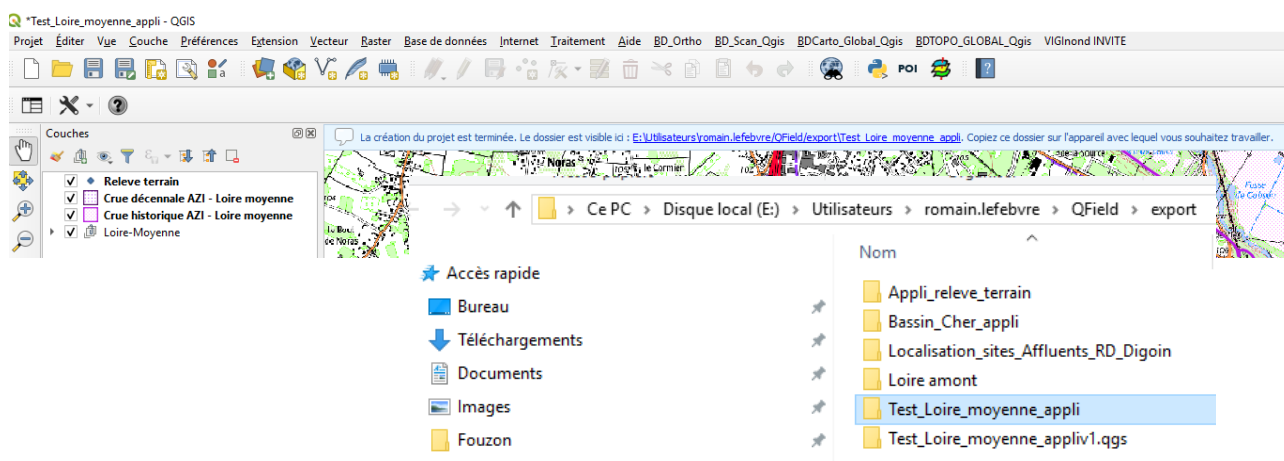 *Test_Loire_moyenne_appli - QGIS
Projet Éditer Vue Couche Préférences Extension Vecteur Raster Base de données Internet Traitement Aide BD_Ortho BD_Scan_Qgis BDCarto_Global_Qgis BDTOPO_GLOBAL_Qgis VIGInond INVITE
POI
Couches
La création du projet est terminée. Le dossier est visible ici : E:\Utilisateurs\romain.lefebvre/QField/export\Test_Loire_moyenne_appli. Copiez ce dossier sur l'appareil avec lequel vous souhaitez travailler.
Releve terrain
Crue décennale AZI - Loire moyenne
Crue historique AZI - Loire moyenne
Loire-Moyenne
Noras
le Cormier
Ce PC > Disque local (E:) > Utilisateurs > romain.lefebvre > QField > export
Nom
Accès rapide
Bureau
Téléchargements
Documents
Images
Fouzon
Appli_releve_terrain
Bassin_Cher_appli
Localisation_sites_Affluents_RD_Digoin
Loire amont
Test_Loire_moyenne_appli
Test_Loire_moyenne_appliv1.qgs